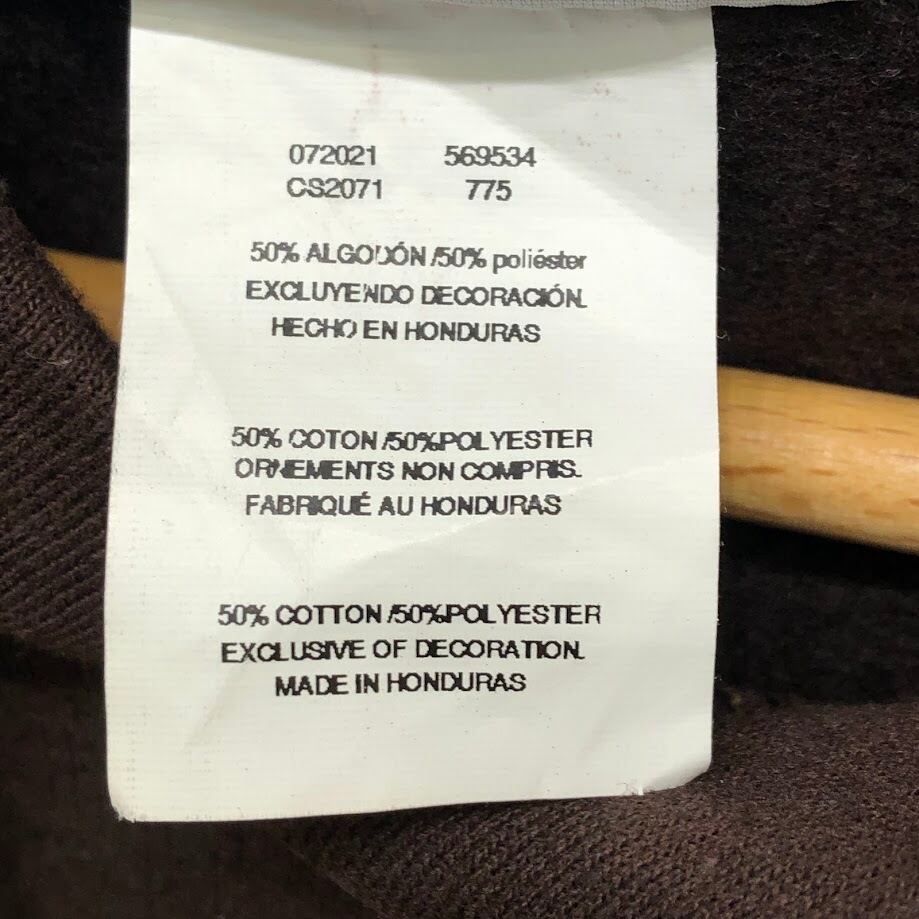 072021 569534
CS2071 775
50% ALGODÓN /50% poliéster
EXCLUYENDO DECORACIÓN.
HECHO EN HONDURAS
50% COTON /50%POLYESTER
ORNEMENTS NON COMPRIS.
FABRIQUÉ AU HONDURAS
50% COTTON /50%POLYESTER
EXCLUSIVE OF DECORATION.
MADE IN HONDURAS